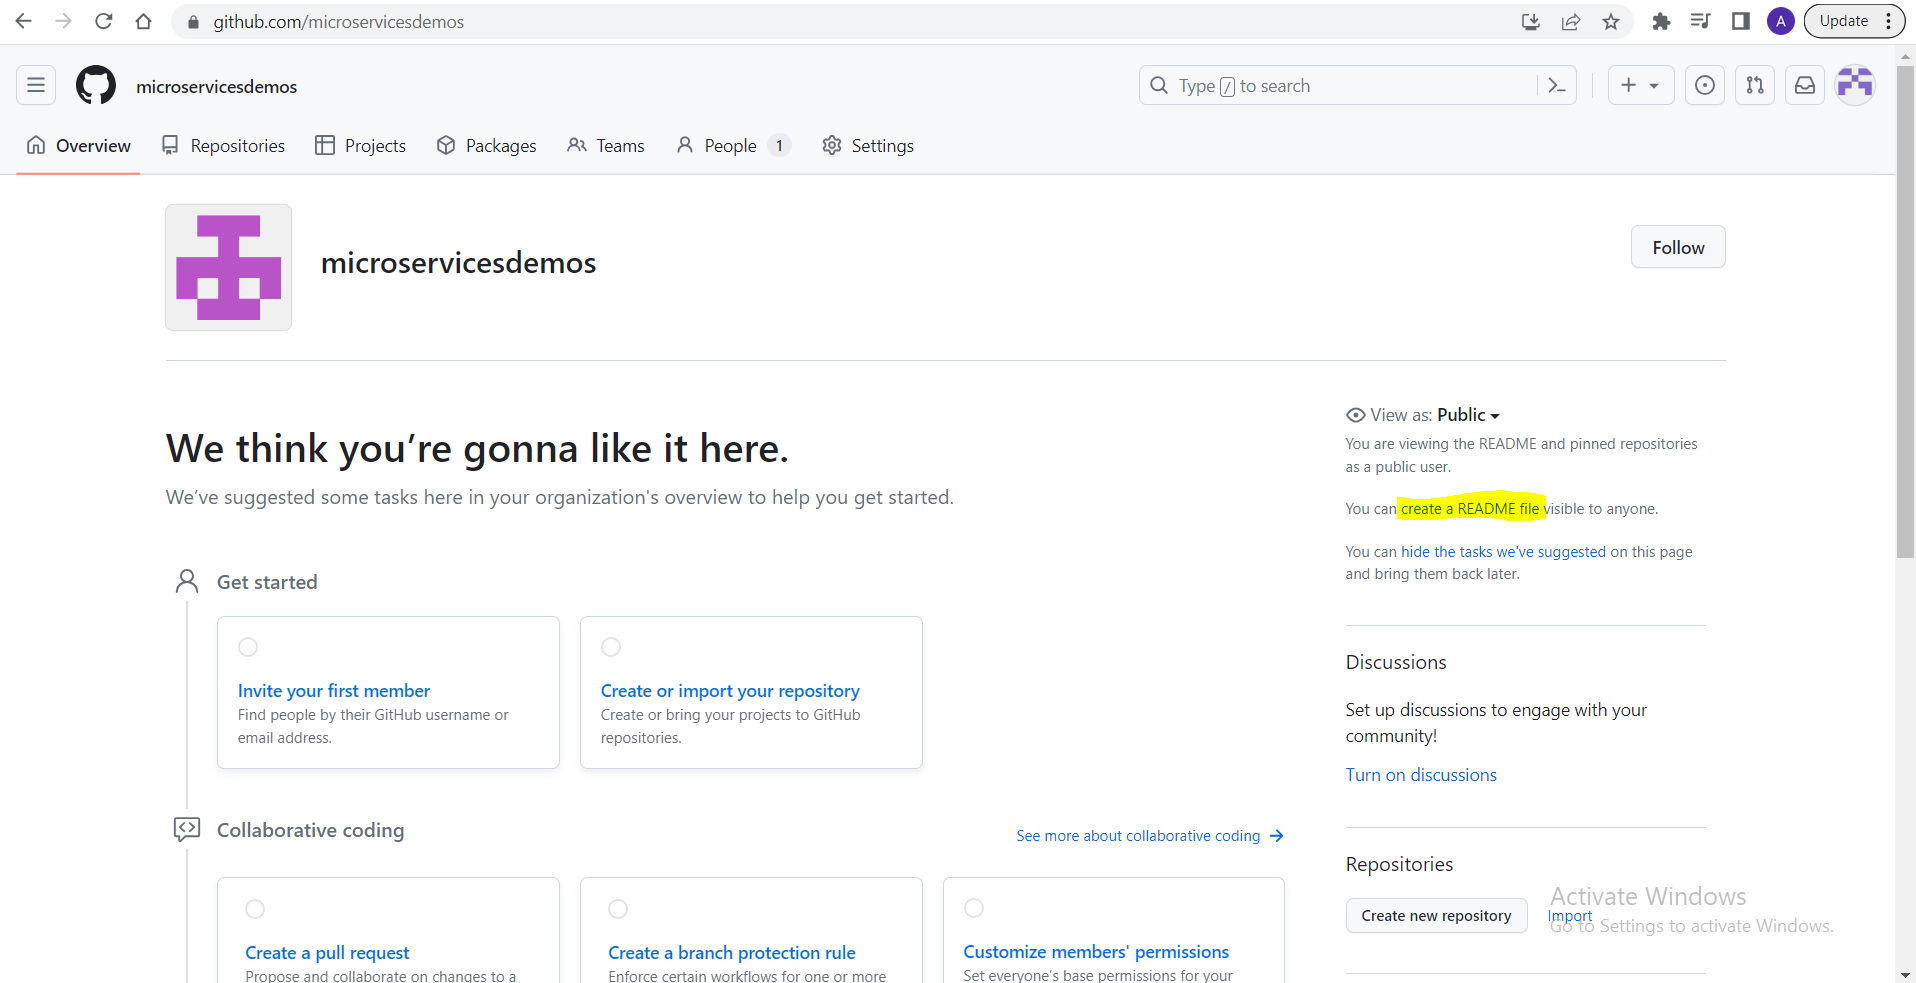 github.com/microservicesdemos
A
Update
microservicesdemos
Type / to search
Overview
Repositories
Projects
Packages
Teams
People 1
Settings
microservicesdemos
Follow
We think you’re gonna like it here.
We’ve suggested some tasks here in your organization's overview to help you get started.
View as: Public
You are viewing the README and pinned repositories
as a public user.
You can create a README file visible to anyone.
You can hide the tasks we've suggested on this page
and bring them back later.
Get started
Invite your first member
Find people by their GitHub username or
email address.
Create or import your repository
Create or bring your projects to GitHub
repositories.
Discussions
Set up discussions to engage with your
community!
Turn on discussions
Collaborative coding
See more about collaborative coding
Repositories
Create new repository
Import
Activate Windows
Go to Settings to activate Windows.
Create a pull request
Propose and collaborate on changes to a
Create a branch protection rule
Enforce certain workflows for one or more
Customize members' permissions
Set everyone’s base permissions for your